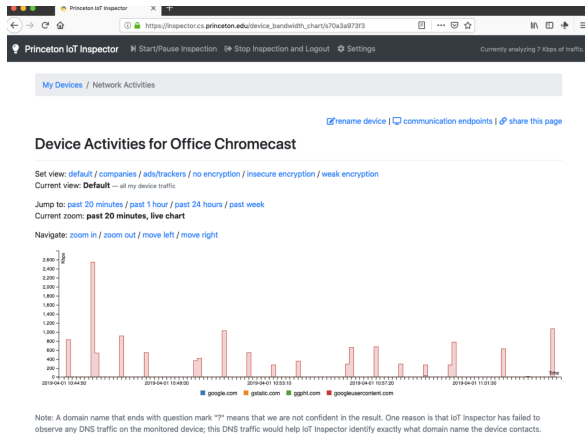 Princeton IoT Inspector
https://inspector.cs.princeton.edu/device_bandwidth_chart/s70a3a973f3
Princeton IoT Inspector Start/Pause Inspection Stop Inspection and Logout Settings Currently analyzing 7 Kbps of traffic.
My Devices / Network Activities
rename device | communication endpoints | share this page
Device Activities for Office Chromecast
Set view: default / companies / ads/trackers / no encryption / insecure encryption / weak encryption
Current view: Default — all my device traffic
Jump to: past 20 minutes / past 1 hour / past 24 hours / past week
Current zoom: past 20 minutes, live chart
Navigate: zoom in / zoom out / move left / move right
Kbps
2,600
2,400
2,200
2,000
1,800
1,600
1,400
1,200
1,000
800
600
400
200
0
Time
2019-04-01 10:44:50 2019-04-01 10:49:00 2019-04-01 10:53:10 2019-04-01 10:57:20 2019-04-01 11:01:30
google.com gstatic.com ggpht.com googleusercontent.com
Note: A domain name that ends with question mark "?" means that we are not confident in the result. One reason is that IoT Inspector has failed to
observe any DNS traffic on the monitored device; this DNS traffic would help IoT Inspector identify exactly what domain name the device contacts.